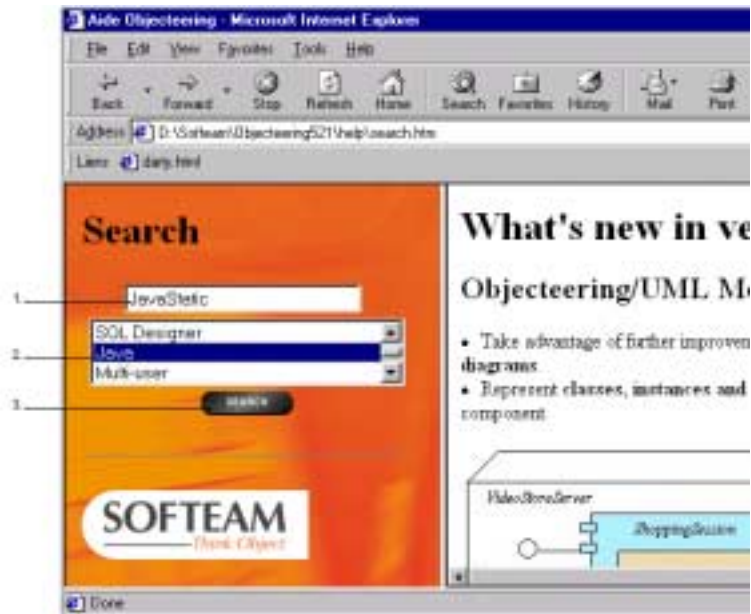 Aide Objecteering - Microsoft Internet Explorer
File Edit View Favorites Tools Help
Back Forward Stop Refresh Home Search Favorites History Mail Print
Address D:\Softeam\Objecteering521\help\search.htm
Liens dary.html
Search
1.
JavaStatic
SQL Designer
2.
Java
Multi-user
3.
SEARCH
SOFTEAM
Think Object
What's new in ve
Objecteering/UML Mo
• Take advantage of further improvem
diagrams
• Represent classes, instances and
component
VideoStoreServer
ShoppingSession
Done